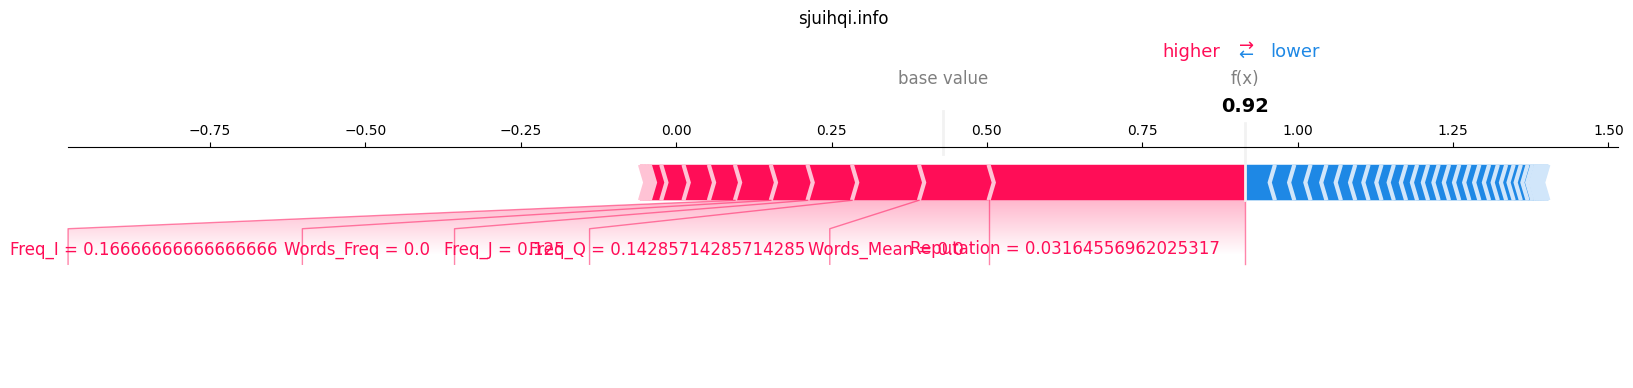 sjuihqi.info
higher ⇄ lower
base value f(x)
0.92
−0.75 −0.50 −0.25 0.00 0.25 0.50 0.75 1.00 1.25 1.50
Freq_I = 0.16666666666666666 Words_Freq = 0.0 Freq_J = 0.125 Freq_Q = 0.14285714285714285 Words_Mean = 0.0 Reputation = 0.03164556962025317